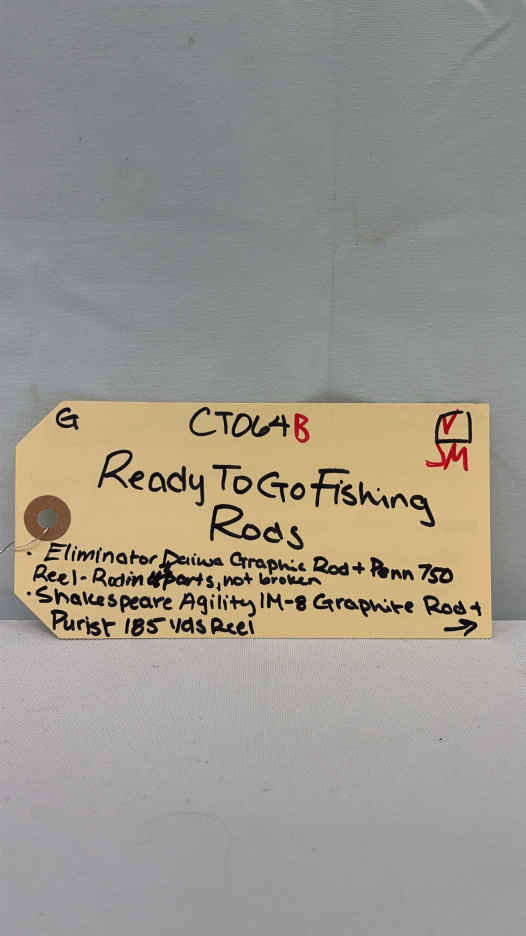 G CT064B
SM
Ready To Go Fishing
Rods
· Eliminator Daiwa Graphic Rod + Penn 750
Reel - Rod in parts, not broken
· Shakespeare Agility IM-8 Graphite Rod +
Purist 185 yds Reel →